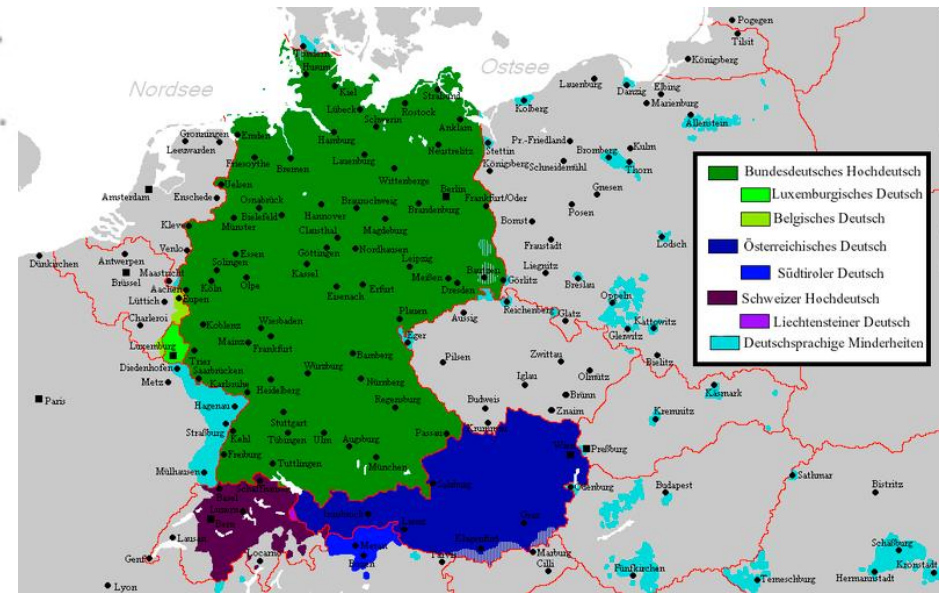 Nordsee
Ostsee
Pogegen
Tilsit
Königsberg
Husum
Kiel
Stralsund
Lauenburg
Danzig
Elbing
Marienburg
Kolberg
Lübeck
Rostock
Schwerin
Anklam
Allenstein
Gronningen
Emden
Leeuwarden
Hamburg
Stettin
Pr.-Friedland
Kulm
Friesoythe
Bremen
Lauenburg
Neustrelitz
Königsberg
Schneidemühl
Bromberg
Thorn
Wittenberge
Uelsen
Amsterdam
Enschede
Osnabrück
Hannover
Braunschweig
Berlin
Brandenburg
Frankfurt/Oder
Gnesen
Posen
Bomst
Bielefeld
Münster
Magdeburg
Kleve
Clausthal
Fraustadt
Lodsch
Venlo
Essen
Göttingen
Nordhausen
Dünkirchen
Antwerpen
Brüssel
Maastricht
Solingen
Kassel
Leipzig
Meißen
Bautzen
Liegnitz
Breslau
Aachen
Köln
Olpe
Eisenach
Erfurt
Dresden
Görlitz
Oppeln
Lüttich
Eupen
Reichenberg
Charleroi
Koblenz
Wiesbaden
Plauen
Aussig
Glatz
Gleiwitz
Kattowitz
Mainz
Frankfurt
Eger
Luxemburg
Trier
Bamberg
Pilsen
Zwittau
Bielitz
Diedenhofen
Saarbrücken
Würzburg
Olmütz
Metz
Karlsruhe
Heidelberg
Nürnberg
Iglau
Käsmark
Paris
Hagenau
Regensburg
Budweis
Brünn
Stuttgart
Znaim
Kremnitz
Straßburg
Kehl
Tübingen
Ulm
Augsburg
Passau
Krummau
Wien
Preßburg
Freiburg
München
Mülhausen
Tuttlingen
Salzburg
Ödenburg
Budapest
Sathmar
Bistritz
Basel
Schaffhausen
Luzern
Bern
Innsbruck
Lienz
Graz
Lausan
Genf
Locarno
Meran
Bozen
Klagenfurt
Marburg
Cilli
Fünfkirchen
Schäßburg
Kronstadt
Lyon
Temeschburg
Hermannstadt
Bundesdeutsches Hochdeutsch
Luxemburgisches Deutsch
Belgisches Deutsch
Österreichisches Deutsch
Südtiroler Deutsch
Schweizer Hochdeutsch
Liechtensteiner Deutsch
Deutschsprachige Minderheiten